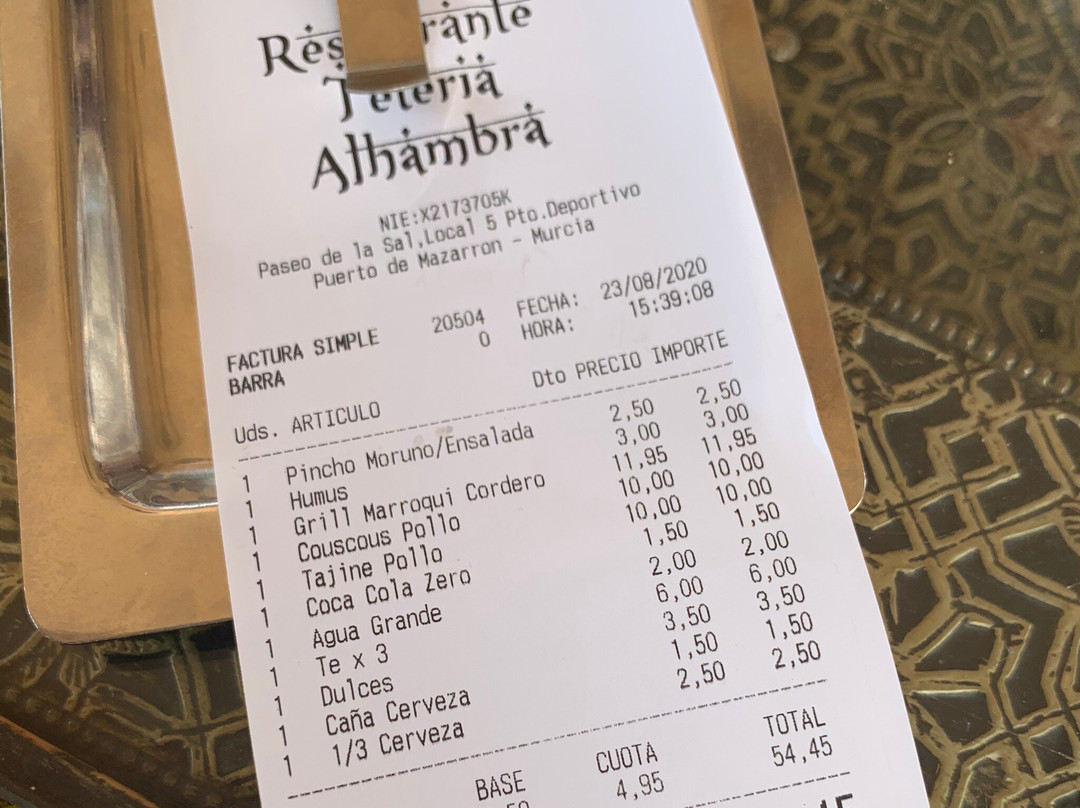 Alhambra
NIE:X2173705K
Paseo de la Sal,Local 5 Pto.Deportivo
Puerto de Mazarron - Murcia
FACTURA SIMPLE 20504 FECHA: 23/08/2020
BARRA 0 HORA: 15:39:08
Uds. ARTICULO Dto PRECIO IMPORTE
1 Pincho Moruno/Ensalada 2,50 2,50
1 Humus 3,00 3,00
1 Grill Marroqui Cordero 11,95 11,95
1 Couscous Pollo 10,00 10,00
1 Tajine Pollo 10,00 10,00
1 Coca Cola Zero 1,50 1,50
1 Agua Grande 2,00 2,00
1 Te x 3 6,00 6,00
1 Dulces 3,50 3,50
1 Caña Cerveza 1,50 1,50
1 1/3 Cerveza 2,50 2,50
BASE CUOTA TOTAL
4,95 54,45